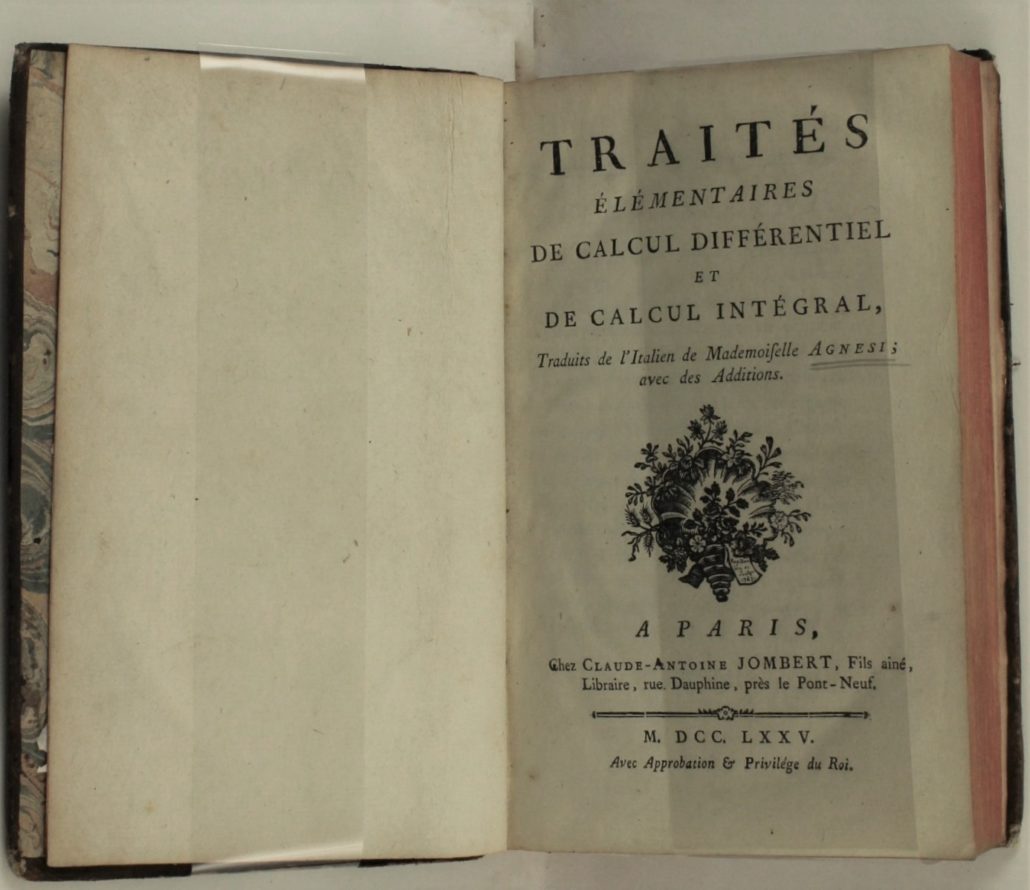 TRAITÉS
ÉLÉMENTAIRES
DE CALCUL DIFFÉRENTIEL
ET
DE CALCUL INTÉGRAL,
Traduits de l'Italien de Mademoiſelle AGNESI;
avec des Additions.
A PARIS,
Chez CLAUDE-ANTOINE JOMBERT, Fils ainé,
Libraire, rue Dauphine, près le Pont-Neuf.
M. DCC. LXXV.
Avec Approbation & Privilége du Roi.